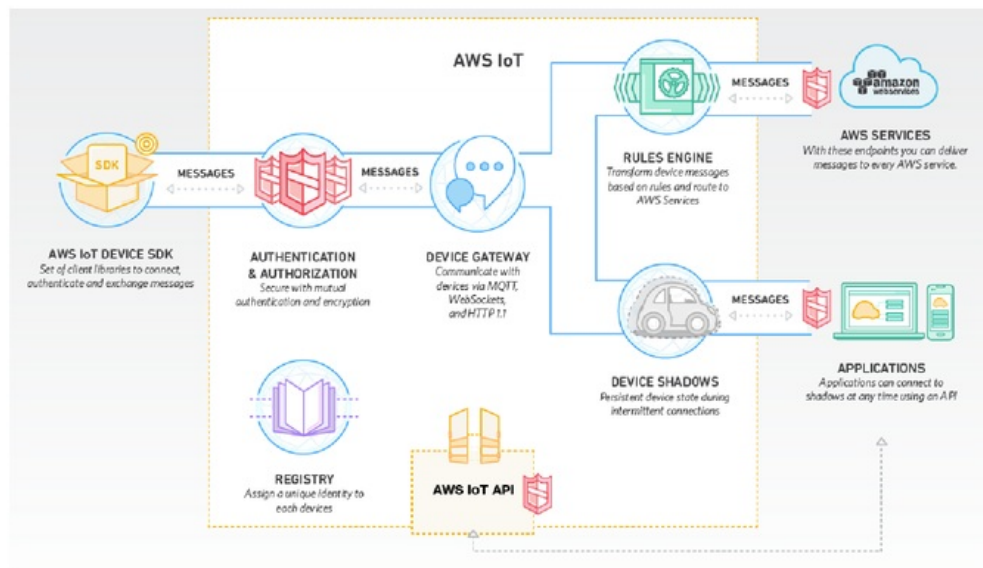 AWS IoT
SDK
MESSAGES
MESSAGES
MESSAGES
amazon
webservices
AWS SERVICES
With these endpoints you can deliver
messages to every AWS service.
RULES ENGINE
Transform device messages
based on rules and route to
AWS Services
AWS IoT DEVICE SDK
Set of client libraries to connect,
authenticate and exchange messages
AUTHENTICATION
& AUTHORIZATION
Secure with mutual
authentication and encryption
DEVICE GATEWAY
Communicate with
devices via MQTT,
WebSockets,
and HTTP 1.1
MESSAGES
DEVICE SHADOWS
Persistent device state during
intermittent connections
APPLICATIONS
Applications can connect to
shadows at any time using an API
REGISTRY
Assign a unique identity to
each devices
AWS IoT API